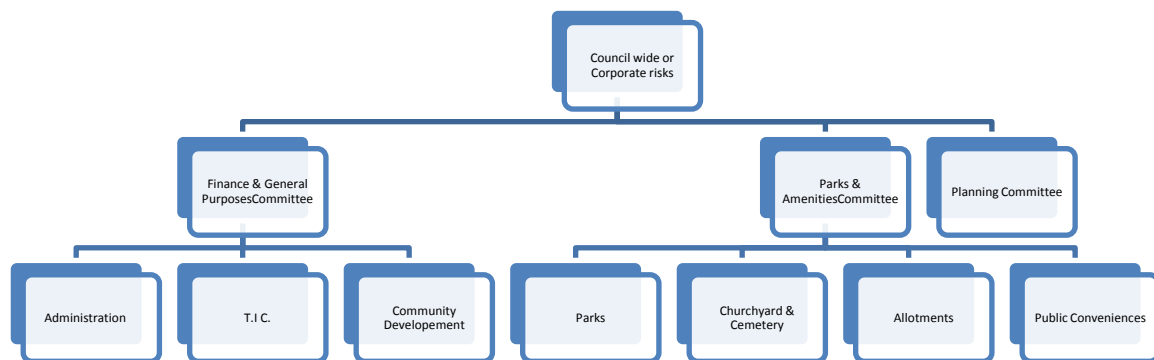 Council wide or
Corporate risks
Finance & General
PurposesCommittee
Parks &
AmenitiesCommittee
Planning Committee
Administration
T.I C.
Community
Developement
Parks
Churchyard &
Cemetery
Allotments
Public Conveniences